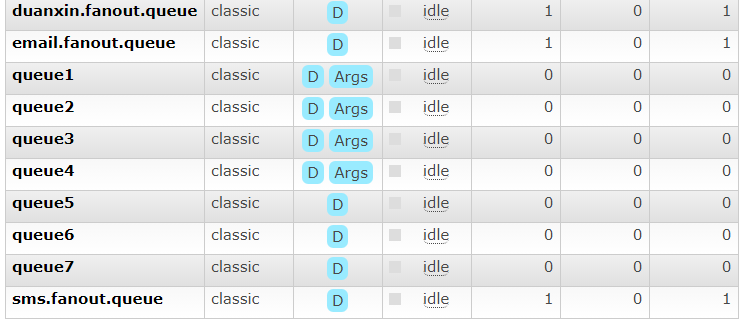 duanxin.fanout.queue classic D idle 1 0 1
email.fanout.queue classic D idle 1 0 1
queue1 classic D Args idle 0 0 0
queue2 classic D Args idle 0 0 0
queue3 classic D Args idle 0 0 0
queue4 classic D Args idle 0 0 0
queue5 classic D idle 0 0 0
queue6 classic D idle 0 0 0
queue7 classic D idle 0 0 0
sms.fanout.queue classic D idle 1 0 1